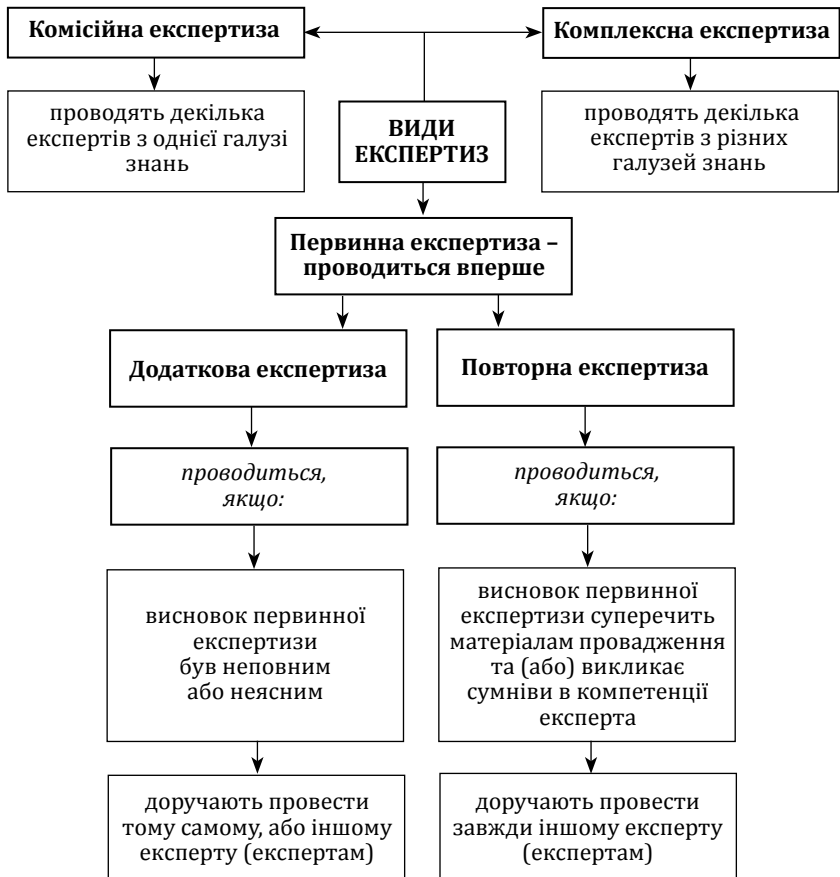 Комісійна експертиза
Комплексна експертиза
проводять декілька
експертів з однієї галузі
знань
ВИДИ
ЕКСПЕРТИЗ
проводять декілька
експертів з різних
галузей знань
Первинна експертиза –
проводиться вперше
Додаткова експертиза
Повторна експертиза
проводиться,
якщо:
проводиться,
якщо:
висновок первинної
експертизи
був неповним
або неясним
висновок первинної
експертизи суперечить
матеріалам провадження
та (або) викликає
сумніви в компетенції
експерта
доручають провести
тому самому, або іншому
експерту (експертам)
доручають провести
завжди іншому експерту
(експертам)